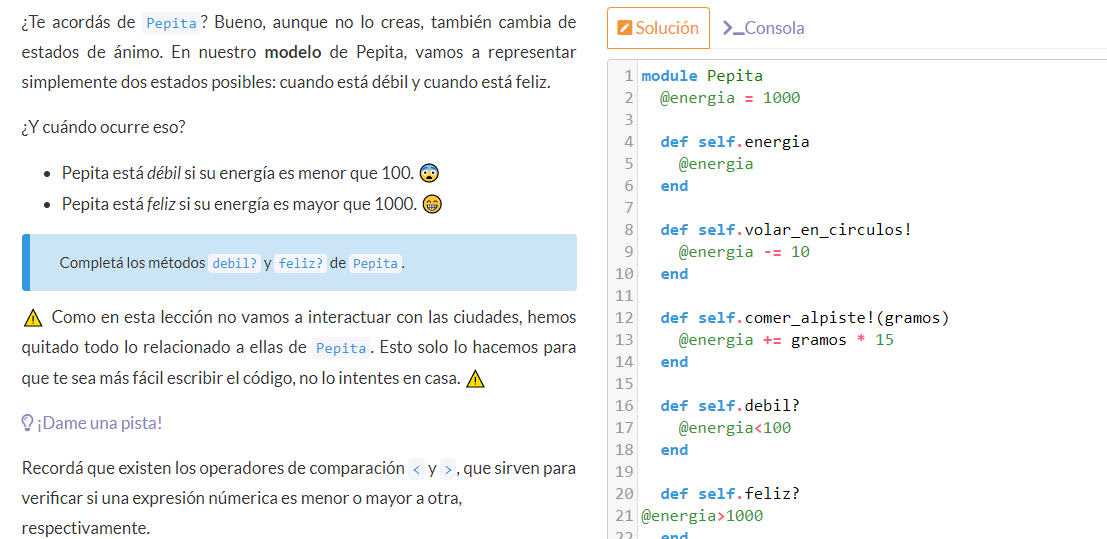 ¿Te acordás de Pepita? Bueno, aunque no lo creas, también cambia de
estados de ánimo. En nuestro modelo de Pepita, vamos a representar
simplemente dos estados posibles: cuando está débil y cuando está feliz.
¿Y cuándo ocurre eso?
• Pepita está débil si su energía es menor que 100. 😨
• Pepita está feliz si su energía es mayor que 1000. 😁
Completá los métodos debil? y feliz? de Pepita.
⚠️ Como en esta lección no vamos a interactuar con las ciudades, hemos
quitado todo lo relacionado a ellas de Pepita. Esto solo lo hacemos para
que te sea más fácil escribir el código, no lo intentes en casa. ⚠️
¡Dame una pista!
Recordá que existen los operadores de comparación < y >, que sirven para
verificar si una expresión númerica es menor o mayor a otra,
respectivamente.
Solución >_Consola
1 module Pepita
2   @energia = 1000
3
4   def self.energia
5     @energia
6   end
7
8   def self.volar_en_circulos!
9     @energia -= 10
10   end
11
12   def self.comer_alpiste!(gramos)
13     @energia += gramos * 15
14   end
15
16   def self.debil?
17     @energia<100
18   end
19
20   def self.feliz?
21 @energia>1000
22   end